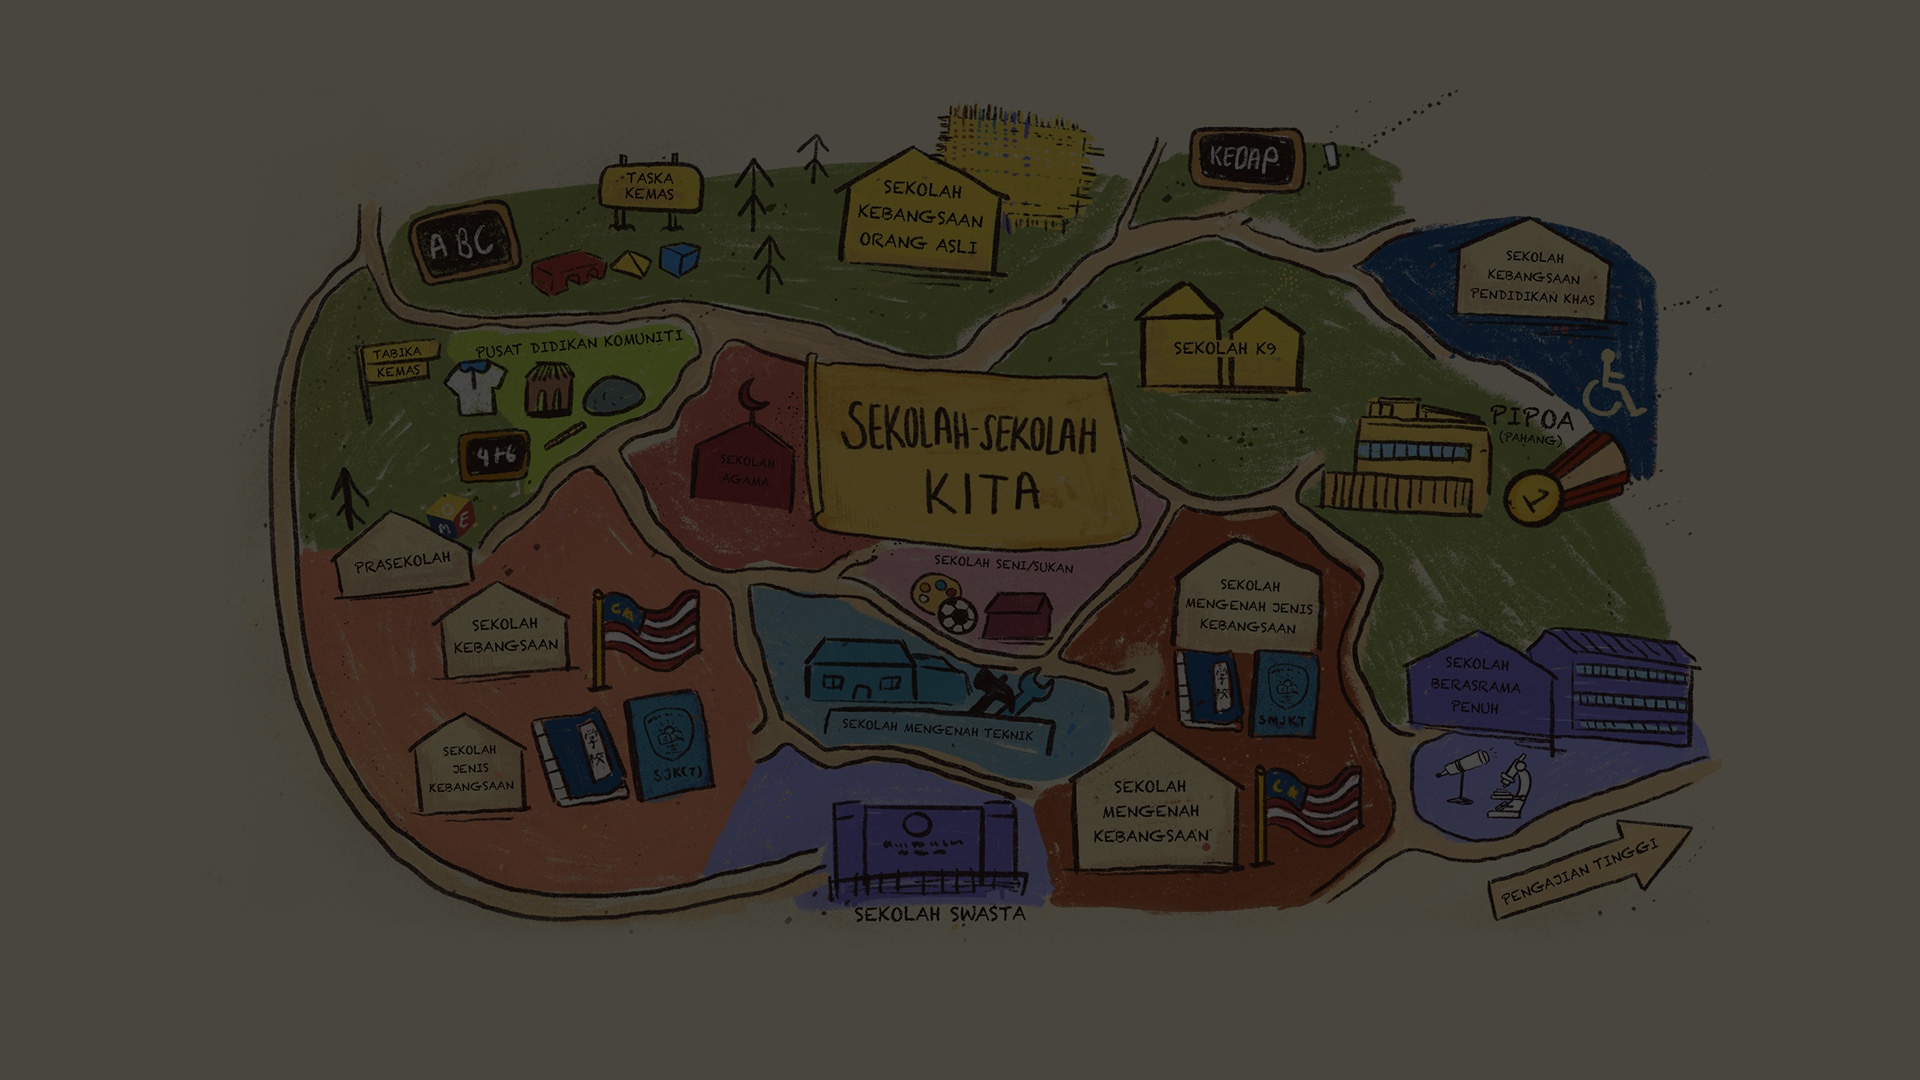 KEDAP
TASKA
KEMAS
ABC
SEKOLAH
KEBANGSAAN
ORANG ASLI
SEKOLAH
KEBANGSAAN
PENDIDIKAN KHAS
TABIKA
KEMAS
PUSAT DIDIKAN KOMUNITI
4+6
SEKOLAH K9
PIPOA
(PAHANG)
1
SEKOLAH
AGAMA
SEKOLAH-SEKOLAH
KITA
M E
PRASEKOLAH
SEKOLAH SENI/SUKAN
SEKOLAH
KEBANGSAAN
SEKOLAH
MENGENAH JENIS
KEBANGSAAN
学
校
SMJKT
SEKOLAH
BERASRAMA
PENUH
SEKOLAH MENGENAH TEKNIK
SEKOLAH
JENIS
KEBANGSAAN
学
校
SJK(T)
SEKOLAH
MENGENAH
KEBANGSAAN
SEKOLAH SWASTA
PENGAJIAN TINGGI